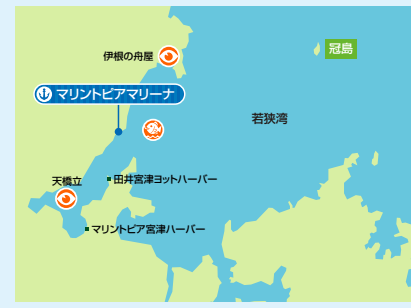 伊根の舟屋
冠島
マリントピアマリーナ
若狭湾
天橋立
田井宮津ヨットハーバー
マリントピア宮津ハーバー